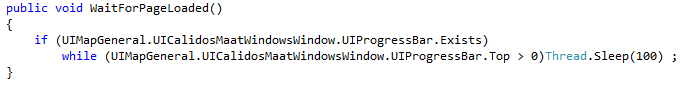 public void WaitForPageLoaded()
{
if (UIMapGeneral.UICalidosMaatWindowsWindow.UIProgressBar.Exists)
while (UIMapGeneral.UICalidosMaatWindowsWindow.UIProgressBar.Top > 0)Thread.Sleep(100) ;
}